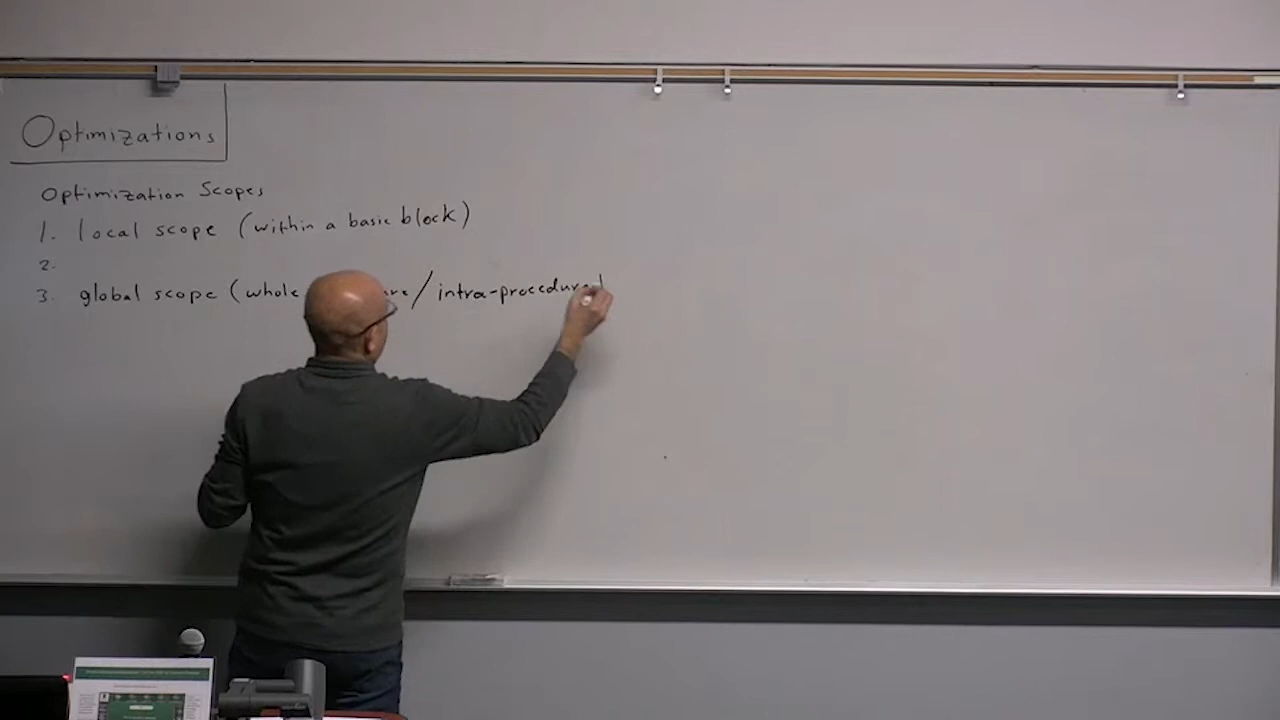 Optimizations
Optimization Scopes
1. local scope (within a basic block)
2.
3. global scope (whole / intra-procedural